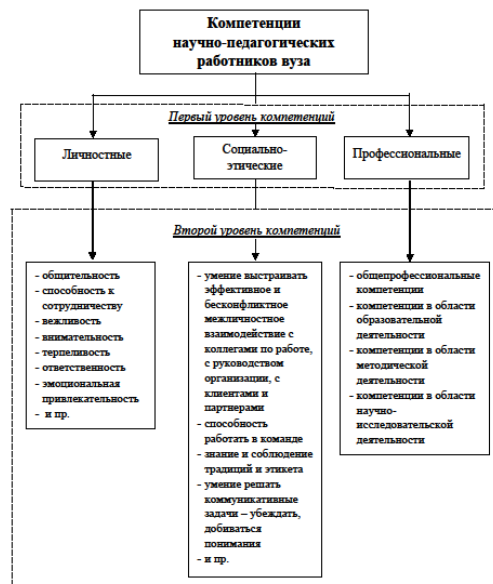 Компетенции
научно-педагогических
работников вуза
Первый уровень компетенций
Личностные
Социально-
этические
Профессиональные
Второй уровень компетенций
- общительность
- способность к
сотрудничеству
- вежливость
- внимательность
- терпеливость
- ответственность
- эмоциональная
привлекательность
- и пр.
- умение выстраивать
эффективное и
бесконфликтное
межличностное
взаимодействие с
коллегами по работе,
с руководством
организации, с
клиентами и
партнерами
- способность
работать в команде
- знание и соблюдение
традиций и этикета
- умение решать
коммуникативные
задачи – убеждать,
добиваться
понимания
- и пр.
- общепрофессиональные
компетенции
- компетенции в области
образовательной
деятельности
- компетенции в области
методической
деятельности
- компетенции в области
научно-
исследовательской
деятельности